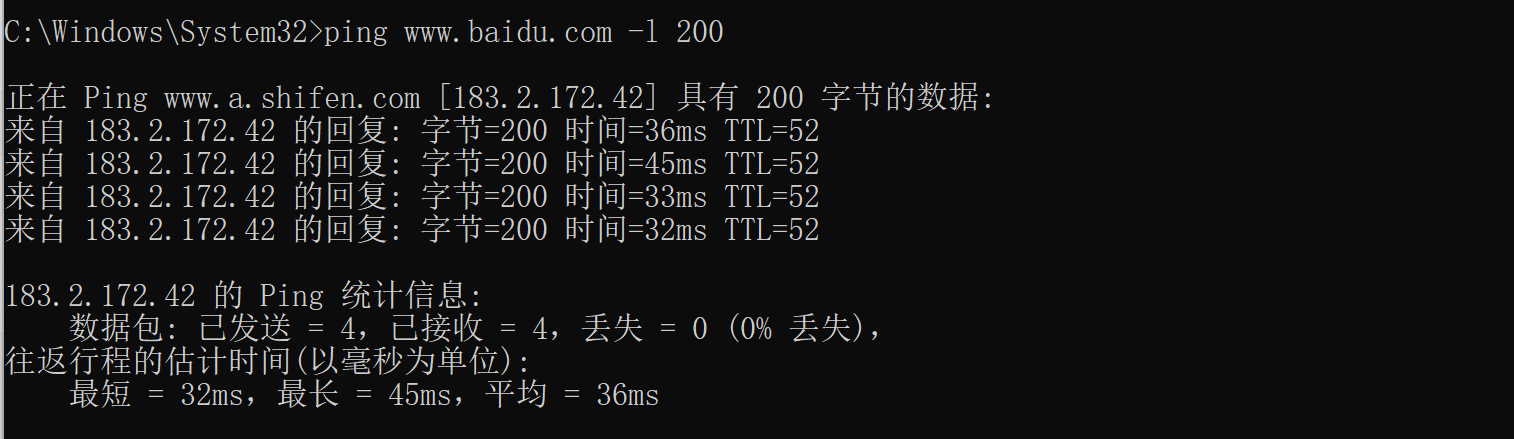 C:\Windows\System32>ping www.baidu.com -l 200
正在 Ping www.a.shifen.com [183.2.172.42] 具有 200 字节的数据:
来自 183.2.172.42 的回复: 字节=200 时间=36ms TTL=52
来自 183.2.172.42 的回复: 字节=200 时间=45ms TTL=52
来自 183.2.172.42 的回复: 字节=200 时间=33ms TTL=52
来自 183.2.172.42 的回复: 字节=200 时间=32ms TTL=52
183.2.172.42 的 Ping 统计信息:
数据包: 已发送 = 4，已接收 = 4，丢失 = 0 (0% 丢失)，
往返行程的估计时间(以毫秒为单位):
最短 = 32ms，最长 = 45ms，平均 = 36ms